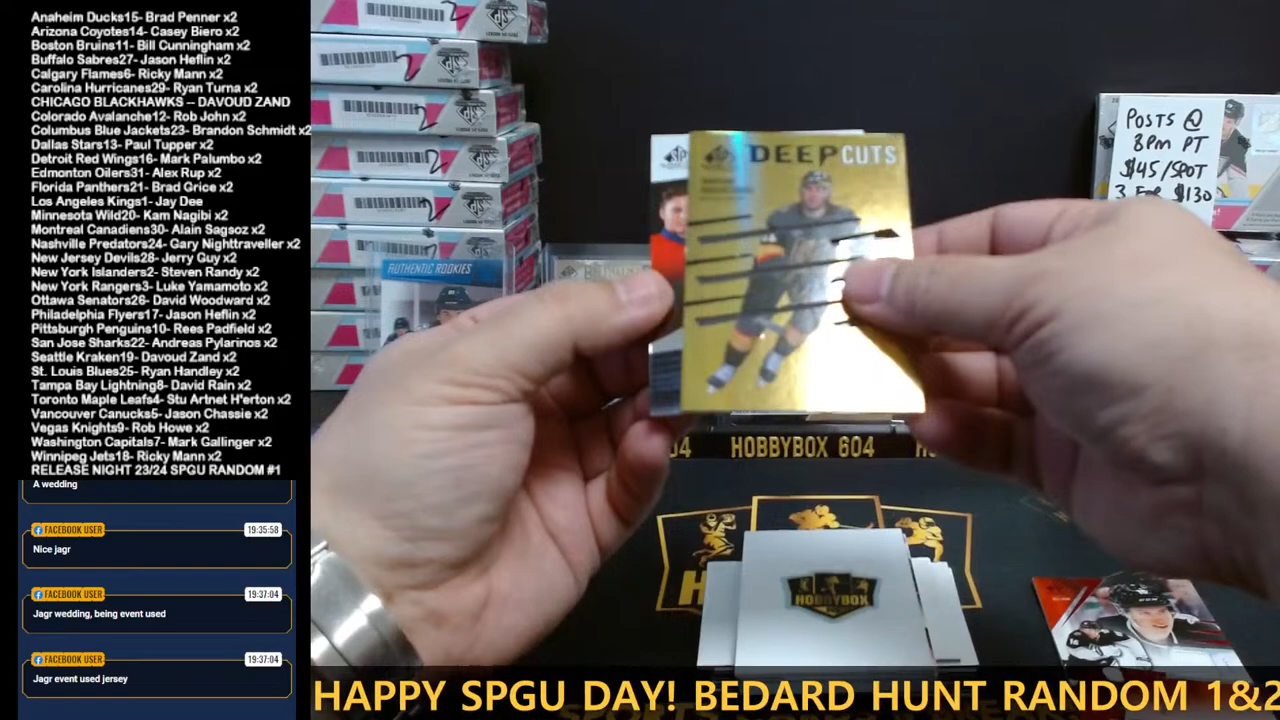 Anaheim Ducks15- Brad Penner x2
Arizona Coyotes14- Casey Biero x2
Boston Bruins11- Bill Cunningham x2
Buffalo Sabres27- Jason Heflin x2
Calgary Flames6- Ricky Mann x2
Carolina Hurricanes29- Ryan Turna x2
CHICAGO BLACKHAWKS -- DAVOUD ZAND
Colorado Avalanche12- Rob John x2
Columbus Blue Jackets23- Brandon Schmidt x2
Dallas Stars13- Paul Tupper x2
Detroit Red Wings16- Mark Palumbo x2
Edmonton Oilers31- Alex Rup x2
Florida Panthers21- Brad Grice x2
Los Angeles Kings1- Jay Dee
Minnesota Wild20- Kam Nagibi x2
Montreal Canadiens30- Alain Sagsoz x2
Nashville Predators24- Gary Nighttraveller x2
New Jersey Devils28- Jerry Guy x2
New York Islanders2- Steven Randy x2
New York Rangers3- Luke Yamamoto x2
Ottawa Senators26- David Woodward x2
Philadelphia Flyers17- Jason Heflin x2
Pittsburgh Penguins10- Rees Padfield x2
San Jose Sharks22- Andreas Pylarinos x2
Seattle Kraken19- Davoud Zand x2
St. Louis Blues25- Ryan Handley x2
Tampa Bay Lightning8- David Rain x2
Toronto Maple Leafs4- Stu Artnet H'erton x2
Vancouver Canucks5- Jason Chassie x2
Vegas Knights9- Rob Howe x2
Washington Capitals7- Mark Gallinger x2
Winnipeg Jets18- Ricky Mann x2
RELEASE NIGHT 23/24 SPGU RANDOM #1
A wedding
FACEBOOK USER 19:35:58
Nice jagr
FACEBOOK USER 19:37:04
Jagr wedding, being event used
FACEBOOK USER 19:37:04
Jagr event used jersey
POSTS @
8PM PT
$45/SPOT
3 FOR $130
DEEP CUTS
AUTHENTIC ROOKIES
604 HOBBYBOX 604
HOBBYBOX
HAPPY SPGU DAY! BEDARD HUNT RANDOM 1&2